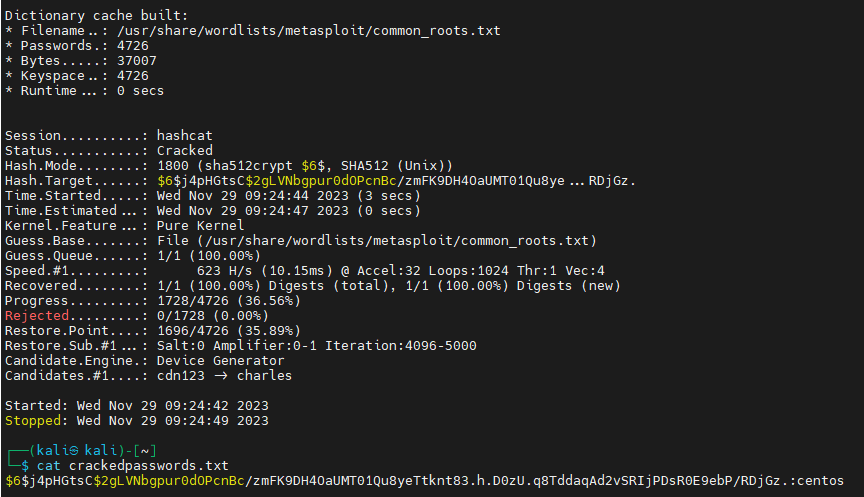 Dictionary cache built:
* Filename..: /usr/share/wordlists/metasploit/common_roots.txt
* Passwords.: 4726
* Bytes.....: 37007
* Keyspace..: 4726
* Runtime...: 0 secs
Session..........: hashcat
Status...........: Cracked
Hash.Mode........: 1800 (sha512crypt $6$, SHA512 (Unix))
Hash.Target......: $6$j4pHGtsC$2gLVNbgpur0dOPcnBc/zmFK9DH4OaUMT01Qu8ye...RDjGz.
Time.Started.....: Wed Nov 29 09:24:44 2023 (3 secs)
Time.Estimated...: Wed Nov 29 09:24:47 2023 (0 secs)
Kernel.Feature...: Pure Kernel
Guess.Base.......: File (/usr/share/wordlists/metasploit/common_roots.txt)
Guess.Queue......: 1/1 (100.00%)
Speed.#1.........:      623 H/s (10.15ms) @ Accel:32 Loops:1024 Thr:1 Vec:4
Recovered........: 1/1 (100.00%) Digests (total), 1/1 (100.00%) Digests (new)
Progress.........: 1728/4726 (36.56%)
Rejected.........: 0/1728 (0.00%)
Restore.Point....: 1696/4726 (35.89%)
Restore.Sub.#1...: Salt:0 Amplifier:0-1 Iteration:4096-5000
Candidate.Engine.: Device Generator
Candidates.#1....: cdn123 -> charles
Started: Wed Nov 29 09:24:42 2023
Stopped: Wed Nov 29 09:24:49 2023
┌──(kali㉿kali)-[~]
└─$ cat crackedpasswords.txt
$6$j4pHGtsC$2gLVNbgpur0dOPcnBc/zmFK9DH4OaUMT01Qu8yeTtknt83.h.D0zU.q8TddaqAd2vSRIjPDsR0E9ebP/RDjGz.:centos